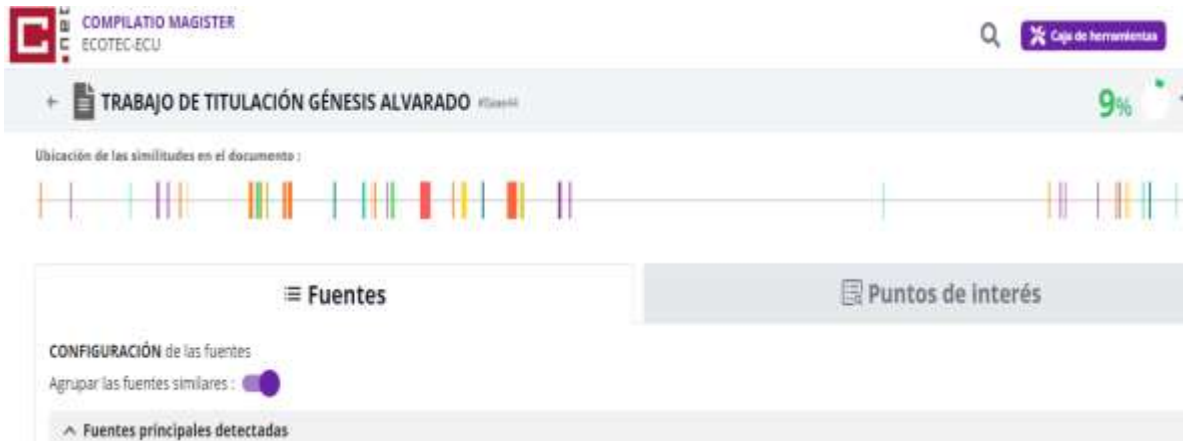 COMPILATIO MAGISTER
ECOTEC-ECU
Caja de herramientas
TRABAJO DE TITULACIÓN GÉNESIS ALVARADO
9%
Ubicación de las similitudes en el documento :
Fuentes
Puntos de interés
CONFIGURACIÓN de las fuentes
Agrupar las fuentes similares :
Fuentes principales detectadas